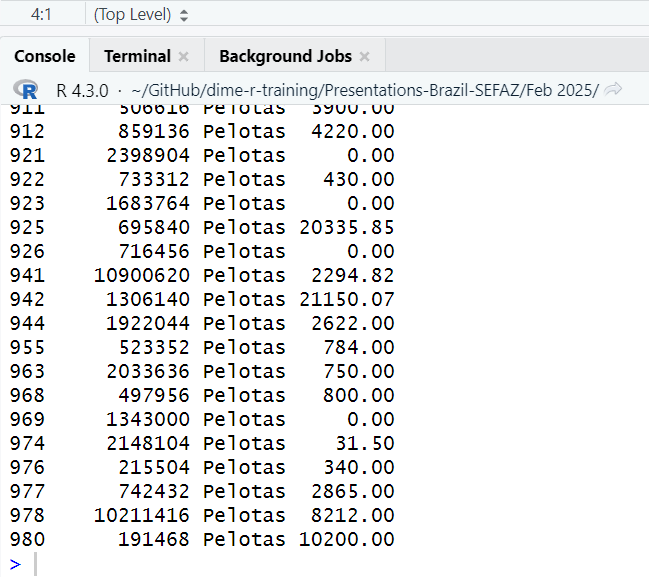 4:1 (Top Level)
Console Terminal Background Jobs
R 4.3.0 · ~/GitHub/dime-r-training/Presentations-Brazil-SEFAZ/Feb 2025/
911 506616 Pelotas 3900.00
912 859136 Pelotas 4220.00
921 2398904 Pelotas 0.00
922 733312 Pelotas 430.00
923 1683764 Pelotas 0.00
925 695840 Pelotas 20335.85
926 716456 Pelotas 0.00
941 10900620 Pelotas 2294.82
942 1306140 Pelotas 21150.07
944 1922044 Pelotas 2622.00
955 523352 Pelotas 784.00
963 2033636 Pelotas 750.00
968 497956 Pelotas 800.00
969 1343000 Pelotas 0.00
974 2148104 Pelotas 31.50
976 215504 Pelotas 340.00
977 742432 Pelotas 2865.00
978 10211416 Pelotas 8212.00
980 191468 Pelotas 10200.00
>